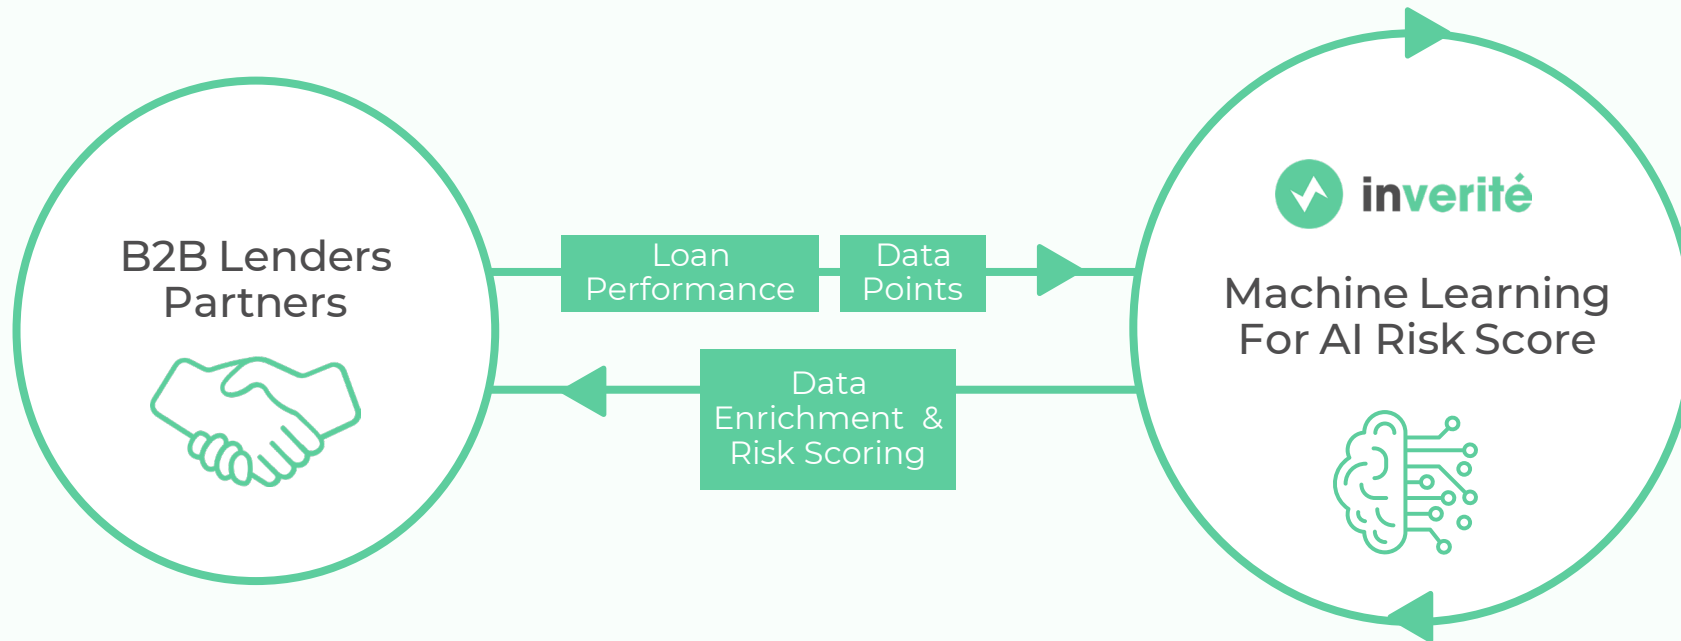 B2B Lenders
Partners
Loan
Performance
Data
Points
Data
Enrichment &
Risk Scoring
inverité
Machine Learning
For AI Risk Score